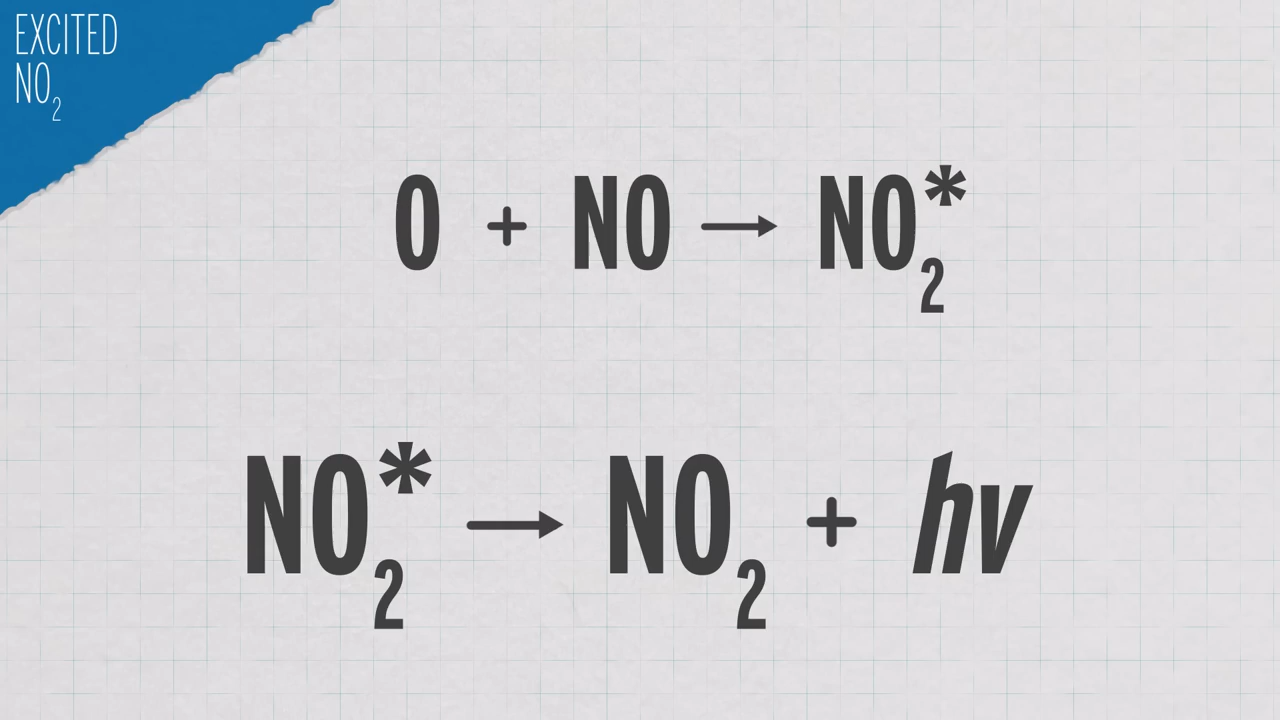 EXCITED
NO₂
O + NO → NO₂*
NO₂* → NO₂ + hv